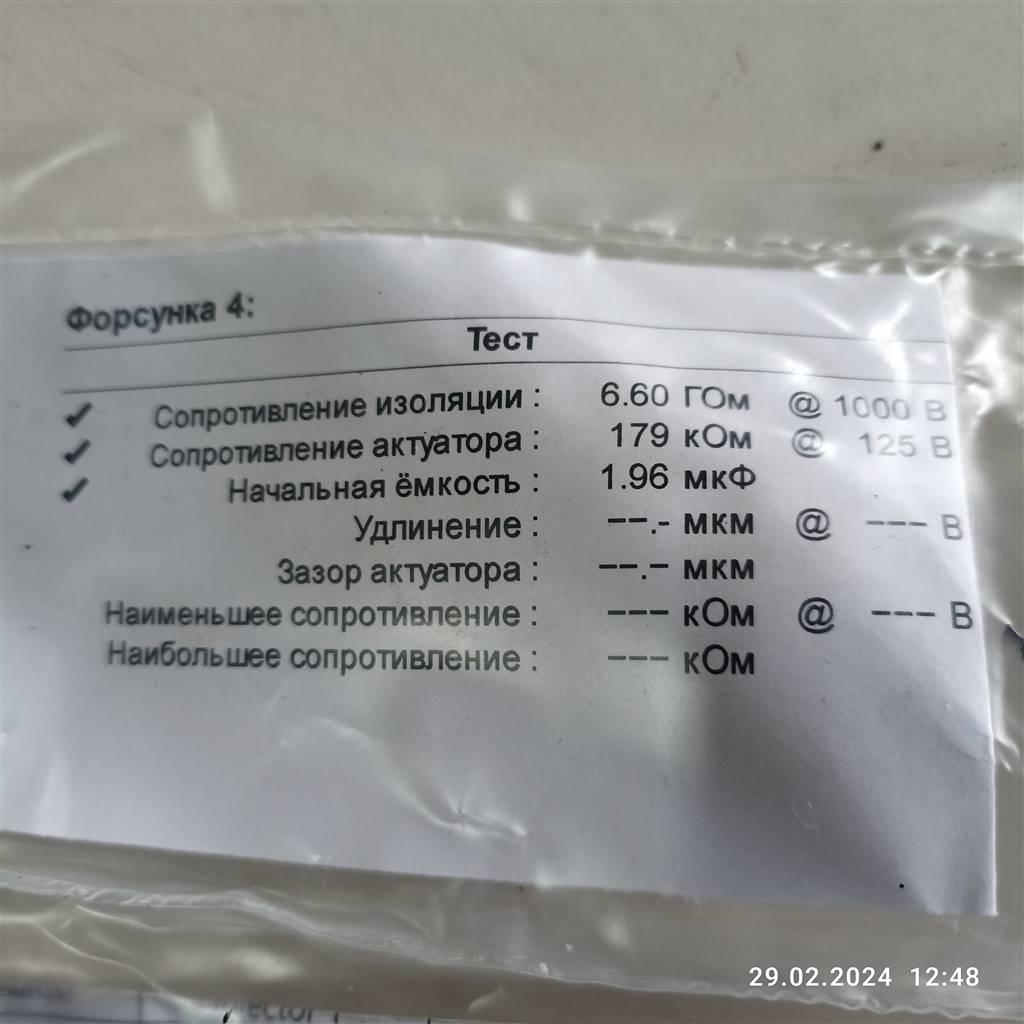 Форсунка 4:
Тест
✓ Сопротивление изоляции : 6.60 ГОм @ 1000 В
✓ Сопротивление актуатора : 179 кОм @ 125 В
✓ Начальная ёмкость : 1.96 мкФ
Удлинение : --.- мкм @ --- В
Зазор актуатора : --.- мкм
Наименьшее сопротивление : --- кОм @ --- В
Наибольшее сопротивление : --- кОм
29.02.2024 12:48